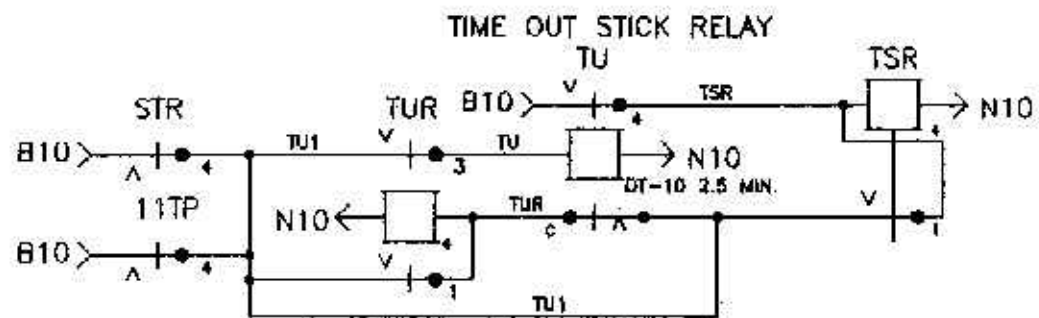 TIME OUT STICK RELAY
TU
TSR
B10
TSR
N10
4
4
STR
TUR
B10
4
TU1
3
TU
N10
DT-10 2.5 MIN.
11TP
N10
4
TUR
C
1
B10
4
1
TU1